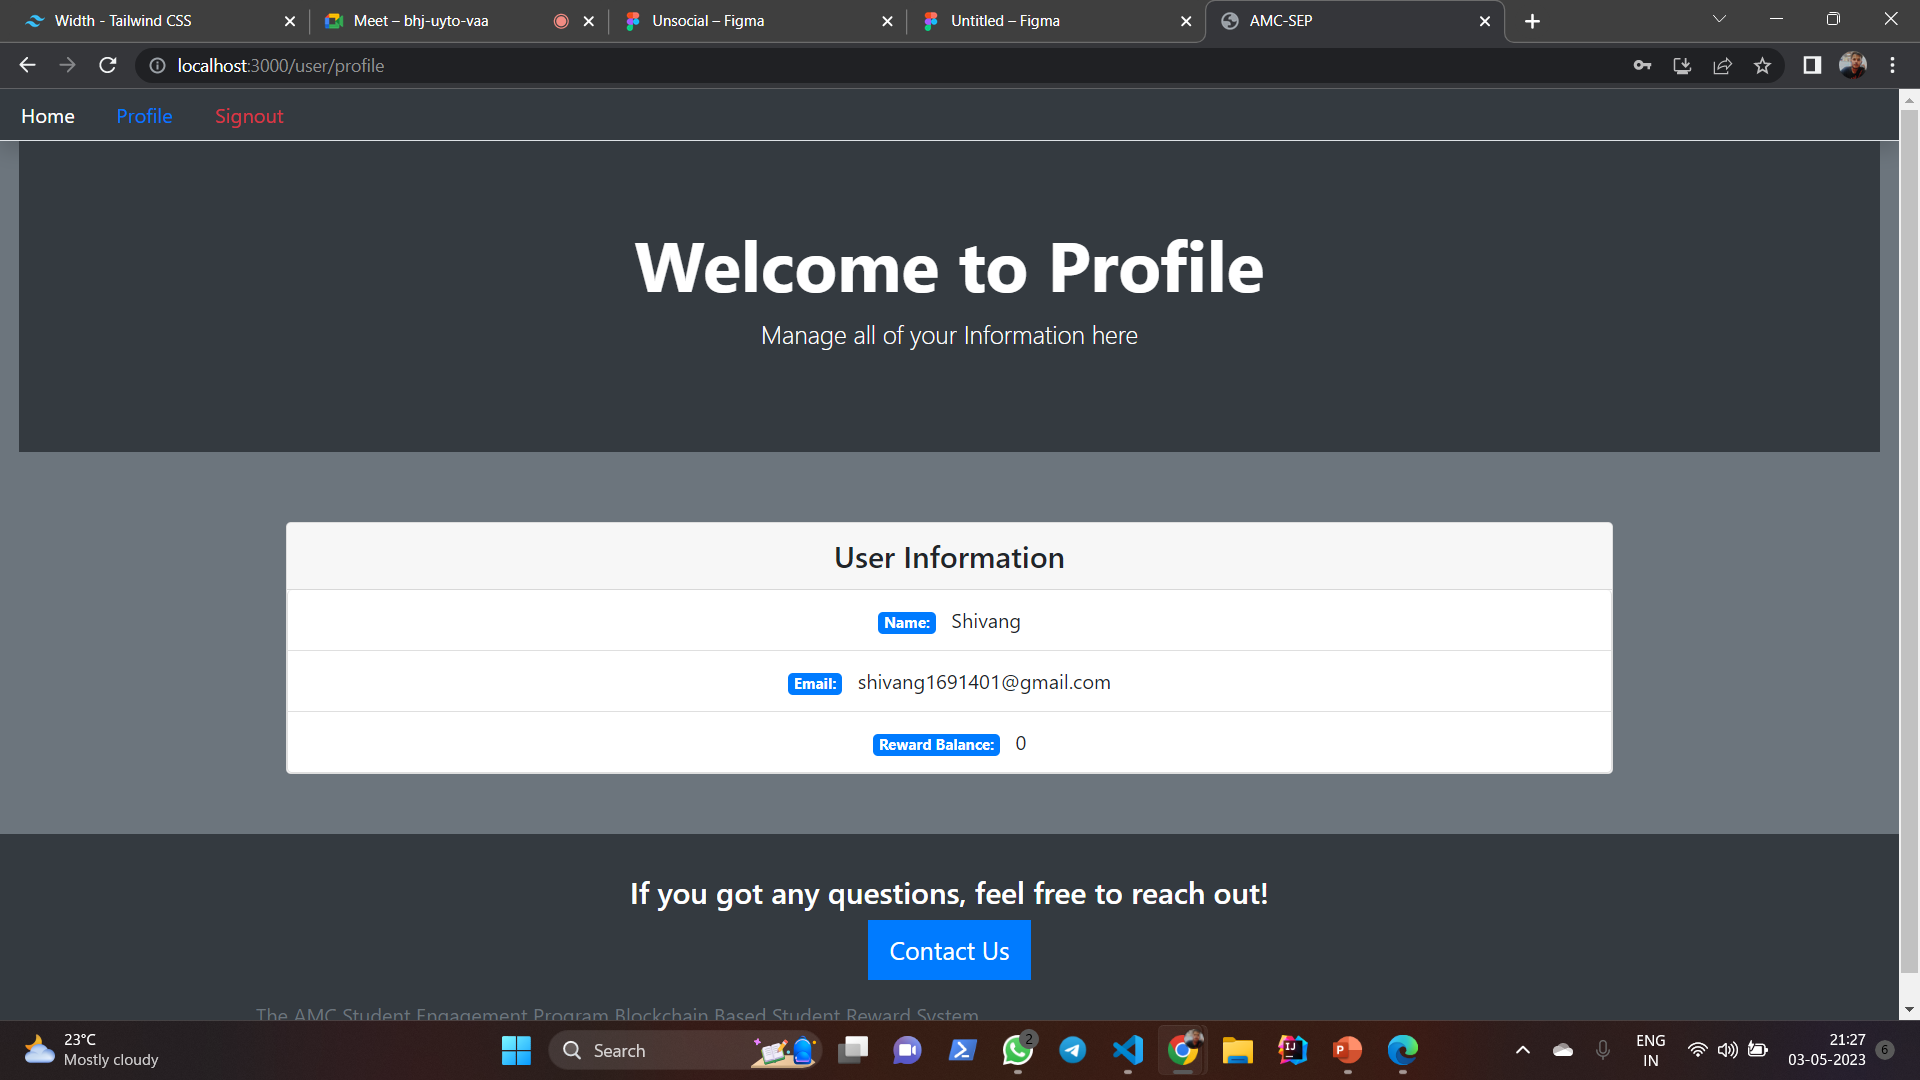 Width - Tailwind CSS
Meet – bhj-uyto-vaa
Unsocial – Figma
Untitled – Figma
AMC-SEP
localhost:3000/user/profile
Home Profile Signout
Welcome to Profile
Manage all of your Information here
User Information
Name: Shivang
Email: shivang1691401@gmail.com
Reward Balance: 0
If you got any questions, feel free to reach out!
Contact Us
The AMC Student Engagement Program Blockchain Based Student Reward System
23°C
Mostly cloudy
Search
2
ENG
IN
21:27
03-05-2023
6